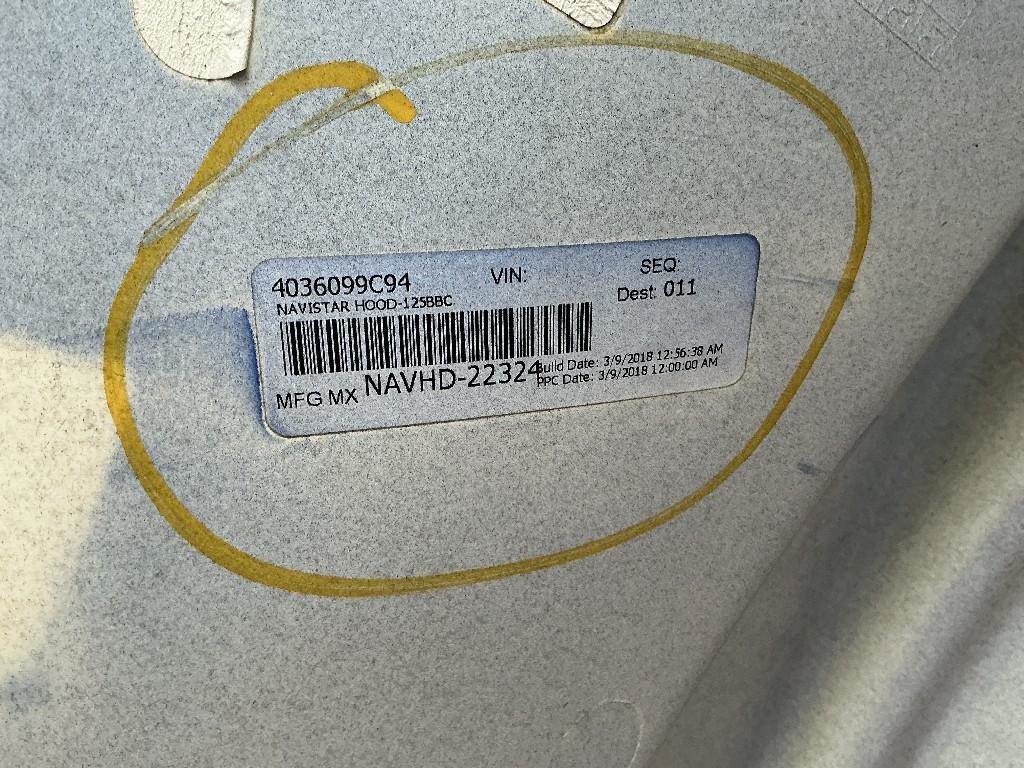 4036099C94 VIN: SEQ:
NAVISTAR HOOD-125BBC Dest: 011
MFG MX NAVHD-22324 Build Date: 3/9/2018 12:56:38 AM
PPC Date: 3/9/2018 12:00:00 AM